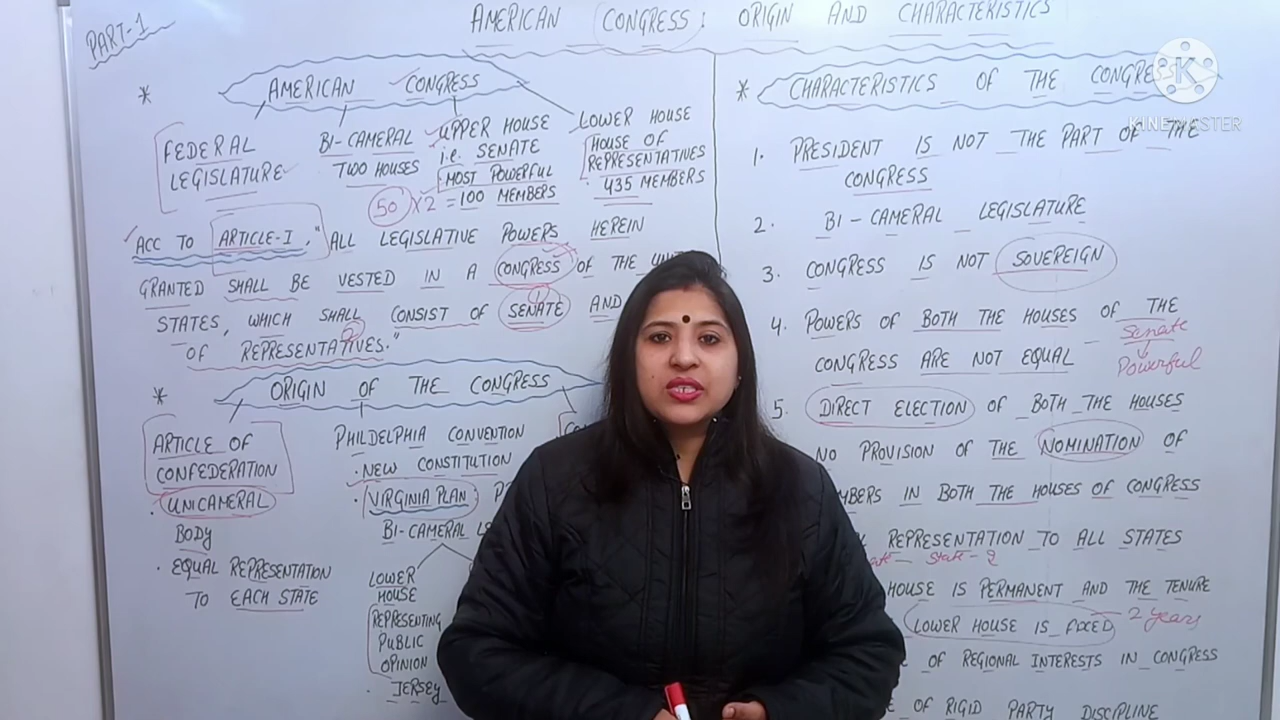 PART-1
AMERICAN CONGRESS: ORIGIN AND CHARACTERISTICS
* AMERICAN CONGRESS
FEDERAL
LEGISLATURE
BI-CAMERAL
TWO HOUSES
UPPER HOUSE
i.e. SENATE
MOST POWERFUL
50 X2 = 100 MEMBERS
LOWER HOUSE
HOUSE OF
REPRESENTATIVES
· 435 MEMBERS
ACC TO ARTICLE-I, "ALL LEGISLATIVE POWERS HEREIN
GRANTED SHALL BE VESTED IN A CONGRESS OF THE
STATES, WHICH SHALL CONSIST OF SENATE AND
1
2
OF REPRESENTATIVES."
* ORIGIN OF THE CONGRESS
ARTICLE OF
CONFEDERATION
· UNICAMERAL
BODY
· EQUAL REPRESENTATION
TO EACH STATE
PHILDELPHIA CONVENTION
· NEW CONSTITUTION
· VIRGINIA PLAN
BI-CAMERAL
LOWER
HOUSE
REPRESENTING
PUBLIC
OPINION
· JERSEY
* CHARACTERISTICS OF THE CONGRESS
1. PRESIDENT IS NOT THE PART OF THE
CONGRESS
2. BI-CAMERAL LEGISLATURE
3. CONGRESS IS NOT SOVEREIGN
4. POWERS OF BOTH THE HOUSES OF THE
CONGRESS ARE NOT EQUAL
Senate
Powerful
5. DIRECT ELECTION OF BOTH THE HOUSES
NO PROVISION OF THE NOMINATION OF
IN BOTH THE HOUSES OF CONGRESS
REPRESENTATION TO ALL STATES
State - 2
HOUSE IS PERMANENT AND THE TENURE
LOWER HOUSE IS FIXED - 2 years
OF REGIONAL INTERESTS IN CONGRESS
OF RIGID PARTY DISCIPLINE
K
KINEMASTER